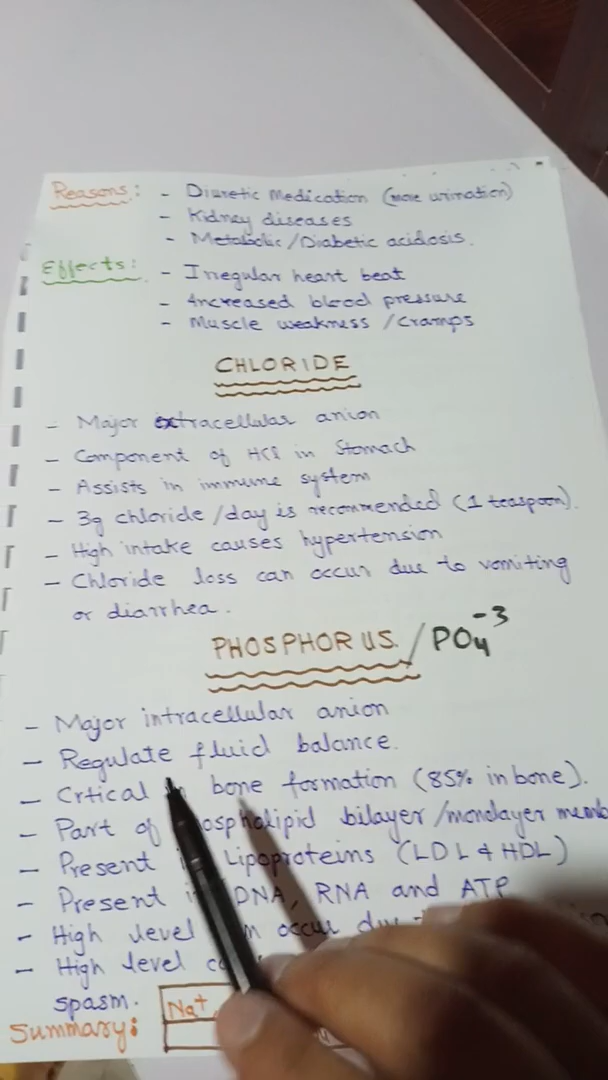 Reasons: - Diuretic Medication (more urination)
- Kidney diseases
- Metabolic/Diabetic acidosis.
Effects: - Irregular heart beat
- Increased blood pressure
- Muscle weakness /Cramps
CHLORIDE
- Major extracellular anion
- Component of HCl in Stomach
- Assists in immune system
- 3g chloride/day is recommended (1 teaspoon).
- High intake causes hypertension
- Chloride loss can occur due to vomiting
or diarrhea.
PHOSPHORUS./PO4-3
- Major intracellular anion
- Regulate fluid balance.
- Crtical bone formation (85% in bone).
- Part of bilayer/monolayer
- Present Lipoproteins (LDL & HDL)
- Present DNA, RNA and ATP
- High level occur
- High level
spasm.
Summary: Na+